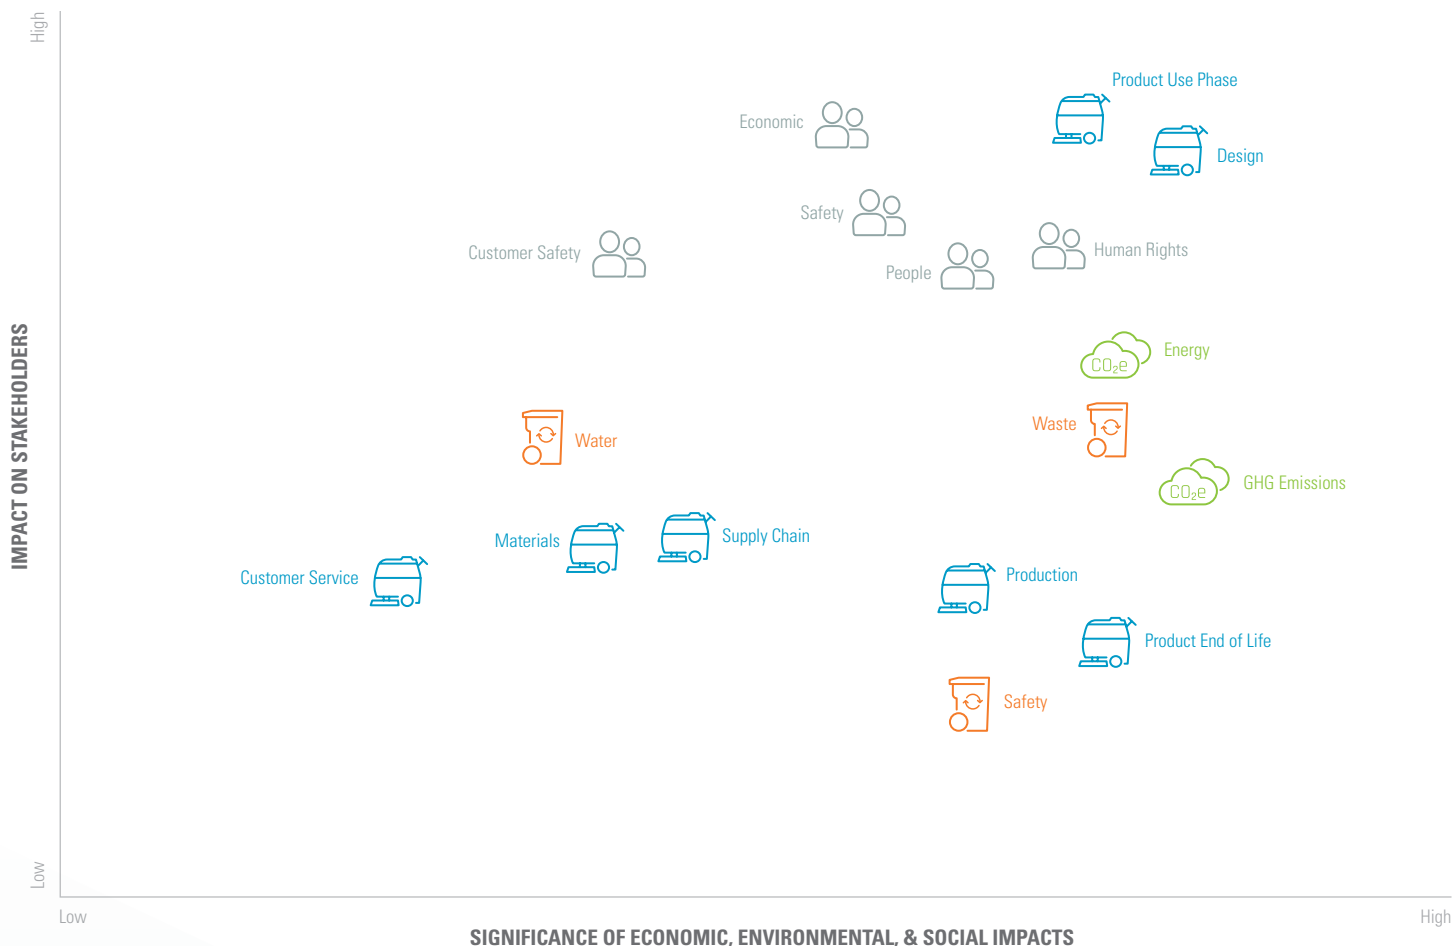 High
Product Use Phase
Economic
Design
Safety
Customer Safety
Human Rights
People
IMPACT ON STAKEHOLDERS
Energy
CO₂e
Waste
Water
GHG Emissions
CO₂e
Materials
Supply Chain
Customer Service
Production
Product End of Life
Safety
Low
Low
High
SIGNIFICANCE OF ECONOMIC, ENVIRONMENTAL, & SOCIAL IMPACTS